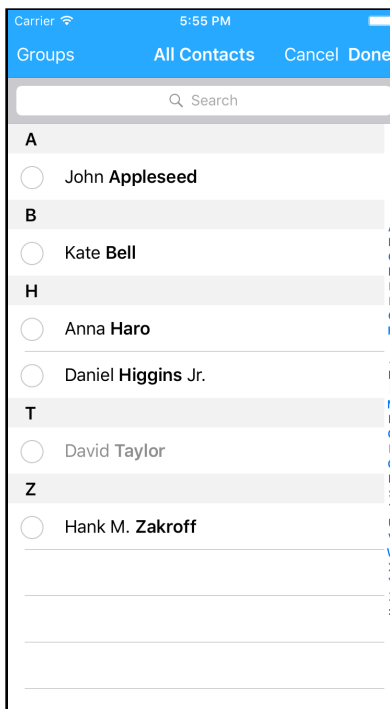 Carrier 5:55 PM
Groups All Contacts Cancel Done
Search
A
John Appleseed
B
Kate Bell
H
Anna Haro
Daniel Higgins Jr.
T
David Taylor
Z
Hank M. Zakroff